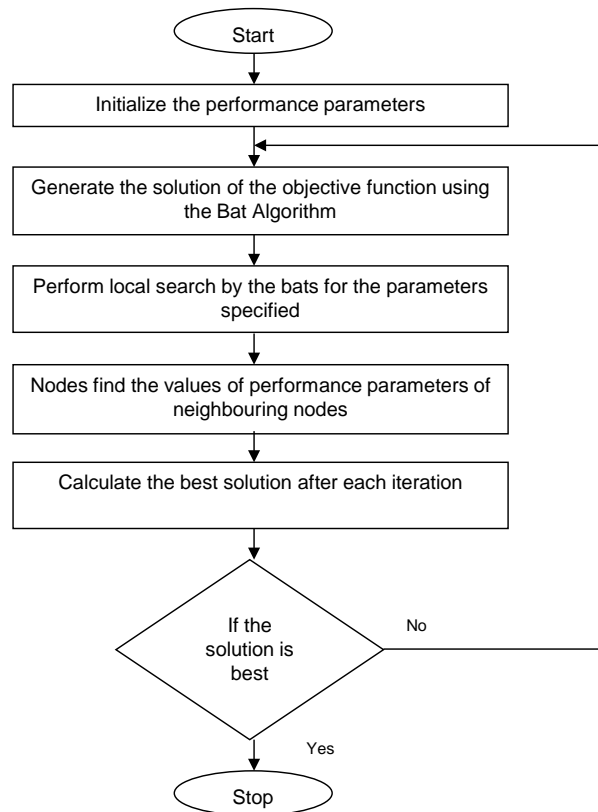 Start
Initialize the performance parameters
Generate the solution of the objective function using
the Bat Algorithm
Perform local search by the bats for the parameters
specified
Nodes find the values of performance parameters of
neighbouring nodes
Calculate the best solution after each iteration
If the
solution is
best
No
Yes
Stop